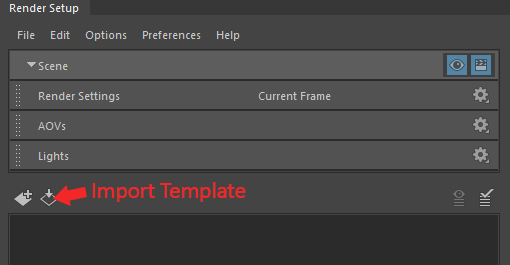 Render Setup
File Edit Options Preferences Help
Scene
Render Settings Current Frame
AOVs
Lights
Import Template